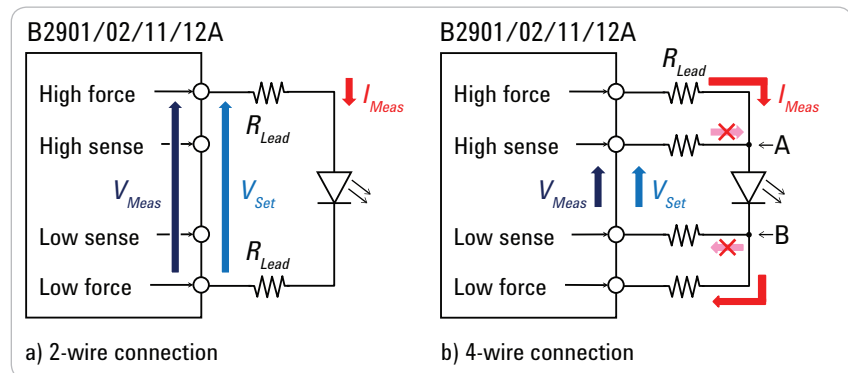 B2901/02/11/12A
High force
High sense
Low sense
Low force
V_Meas
V_Set
R_Lead
R_Lead
I_Meas
a) 2-wire connection
B2901/02/11/12A
High force
High sense
Low sense
Low force
V_Meas
V_Set
R_Lead
I_Meas
A
B
b) 4-wire connection